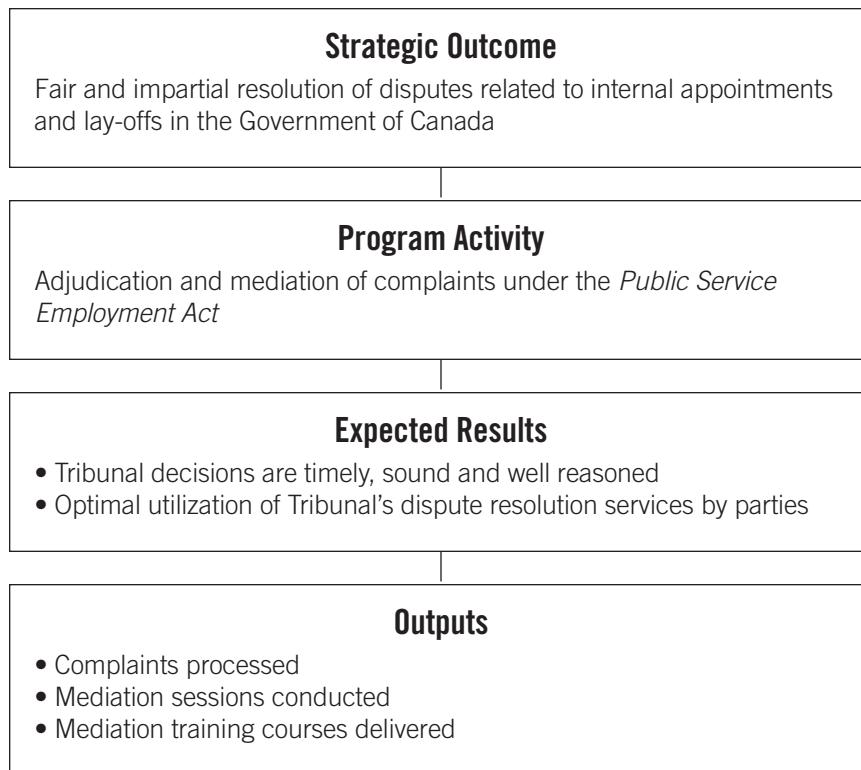 Strategic Outcome
Fair and impartial resolution of disputes related to internal appointments
and lay-offs in the Government of Canada
Program Activity
Adjudication and mediation of complaints under the Public Service
Employment Act
Expected Results
• Tribunal decisions are timely, sound and well reasoned
• Optimal utilization of Tribunal’s dispute resolution services by parties
Outputs
• Complaints processed
• Mediation sessions conducted
• Mediation training courses delivered